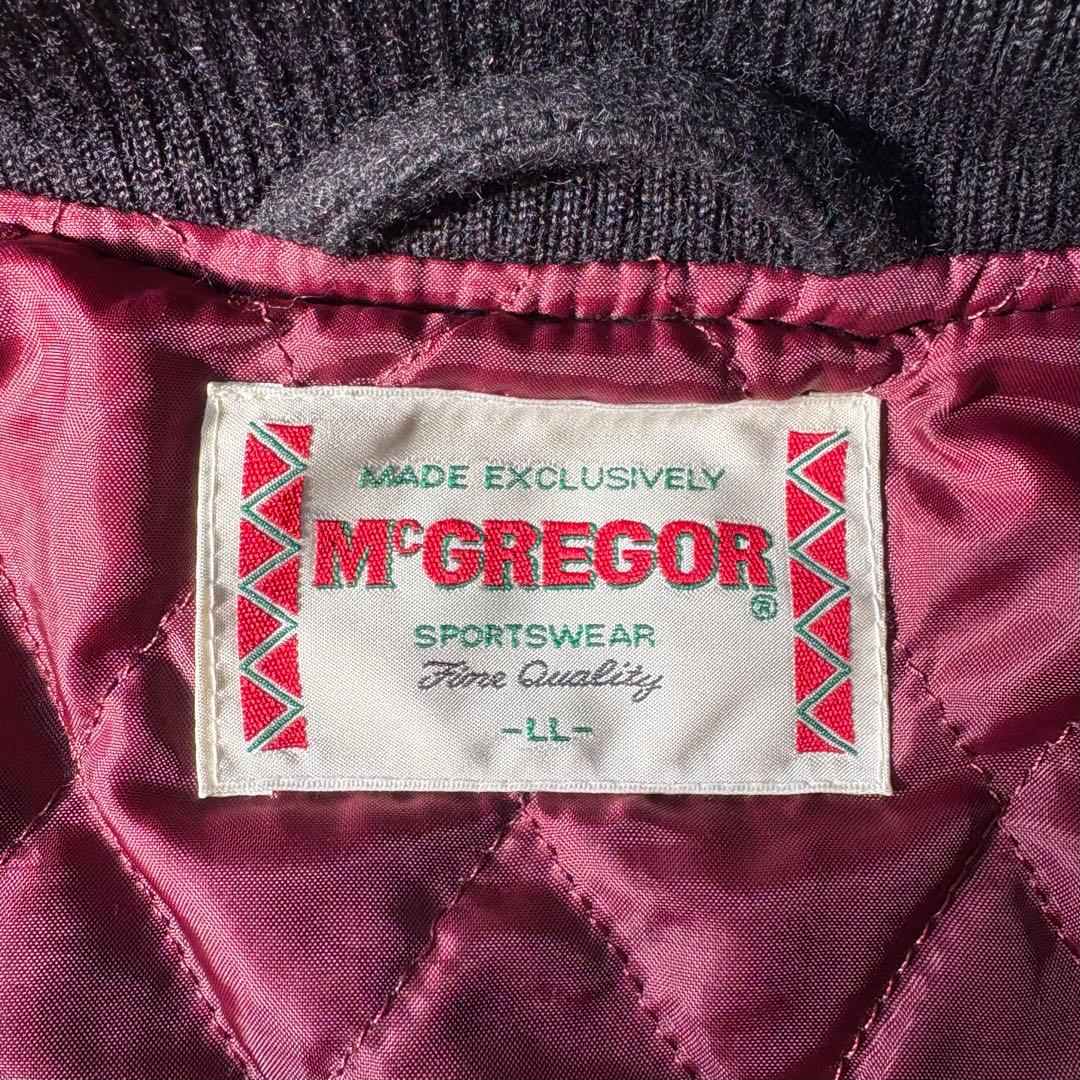 MADE EXCLUSIVELY
McGREGOR®
SPORTSWEAR
Fine Quality
-LL-